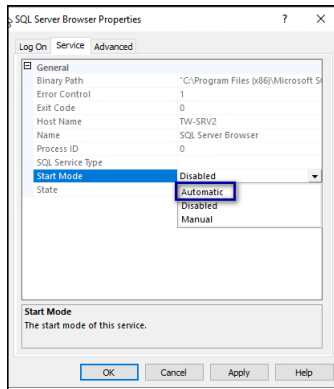 SQL Server Browser Properties ? ×
Log On Service Advanced
General
Binary Path "C:\Program Files (x86)\Microsoft S
Error Control 1
Exit Code 0
Host Name TW-SRV2
Name SQL Server Browser
Process ID 0
SQL Service Type
Start Mode Disabled
State
Automatic
Disabled
Manual
Start Mode
The start mode of this service.
OK Cancel Apply Help